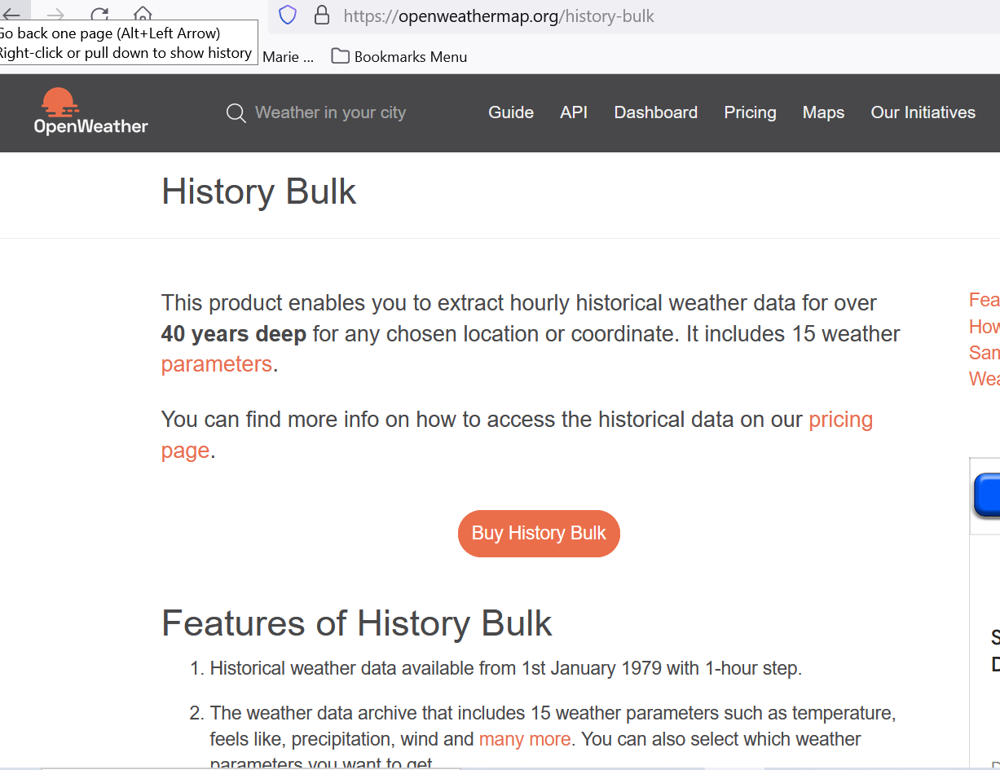 https://openweathermap.org/history-bulk
Go back one page (Alt+Left Arrow)
Right-click or pull down to show history
Marie ...
Bookmarks Menu
OpenWeather
Weather in your city
Guide
API
Dashboard
Pricing
Maps
Our Initiatives
History Bulk
This product enables you to extract hourly historical weather data for over
40 years deep for any chosen location or coordinate. It includes 15 weather
parameters.
You can find more info on how to access the historical data on our pricing
page.
Buy History Bulk
Features of History Bulk
1. Historical weather data available from 1st January 1979 with 1-hour step.
2. The weather data archive that includes 15 weather parameters such as temperature,
feels like, precipitation, wind and many more. You can also select which weather
parameters you want to get.
Fea
How
Sam
Wea
S
D